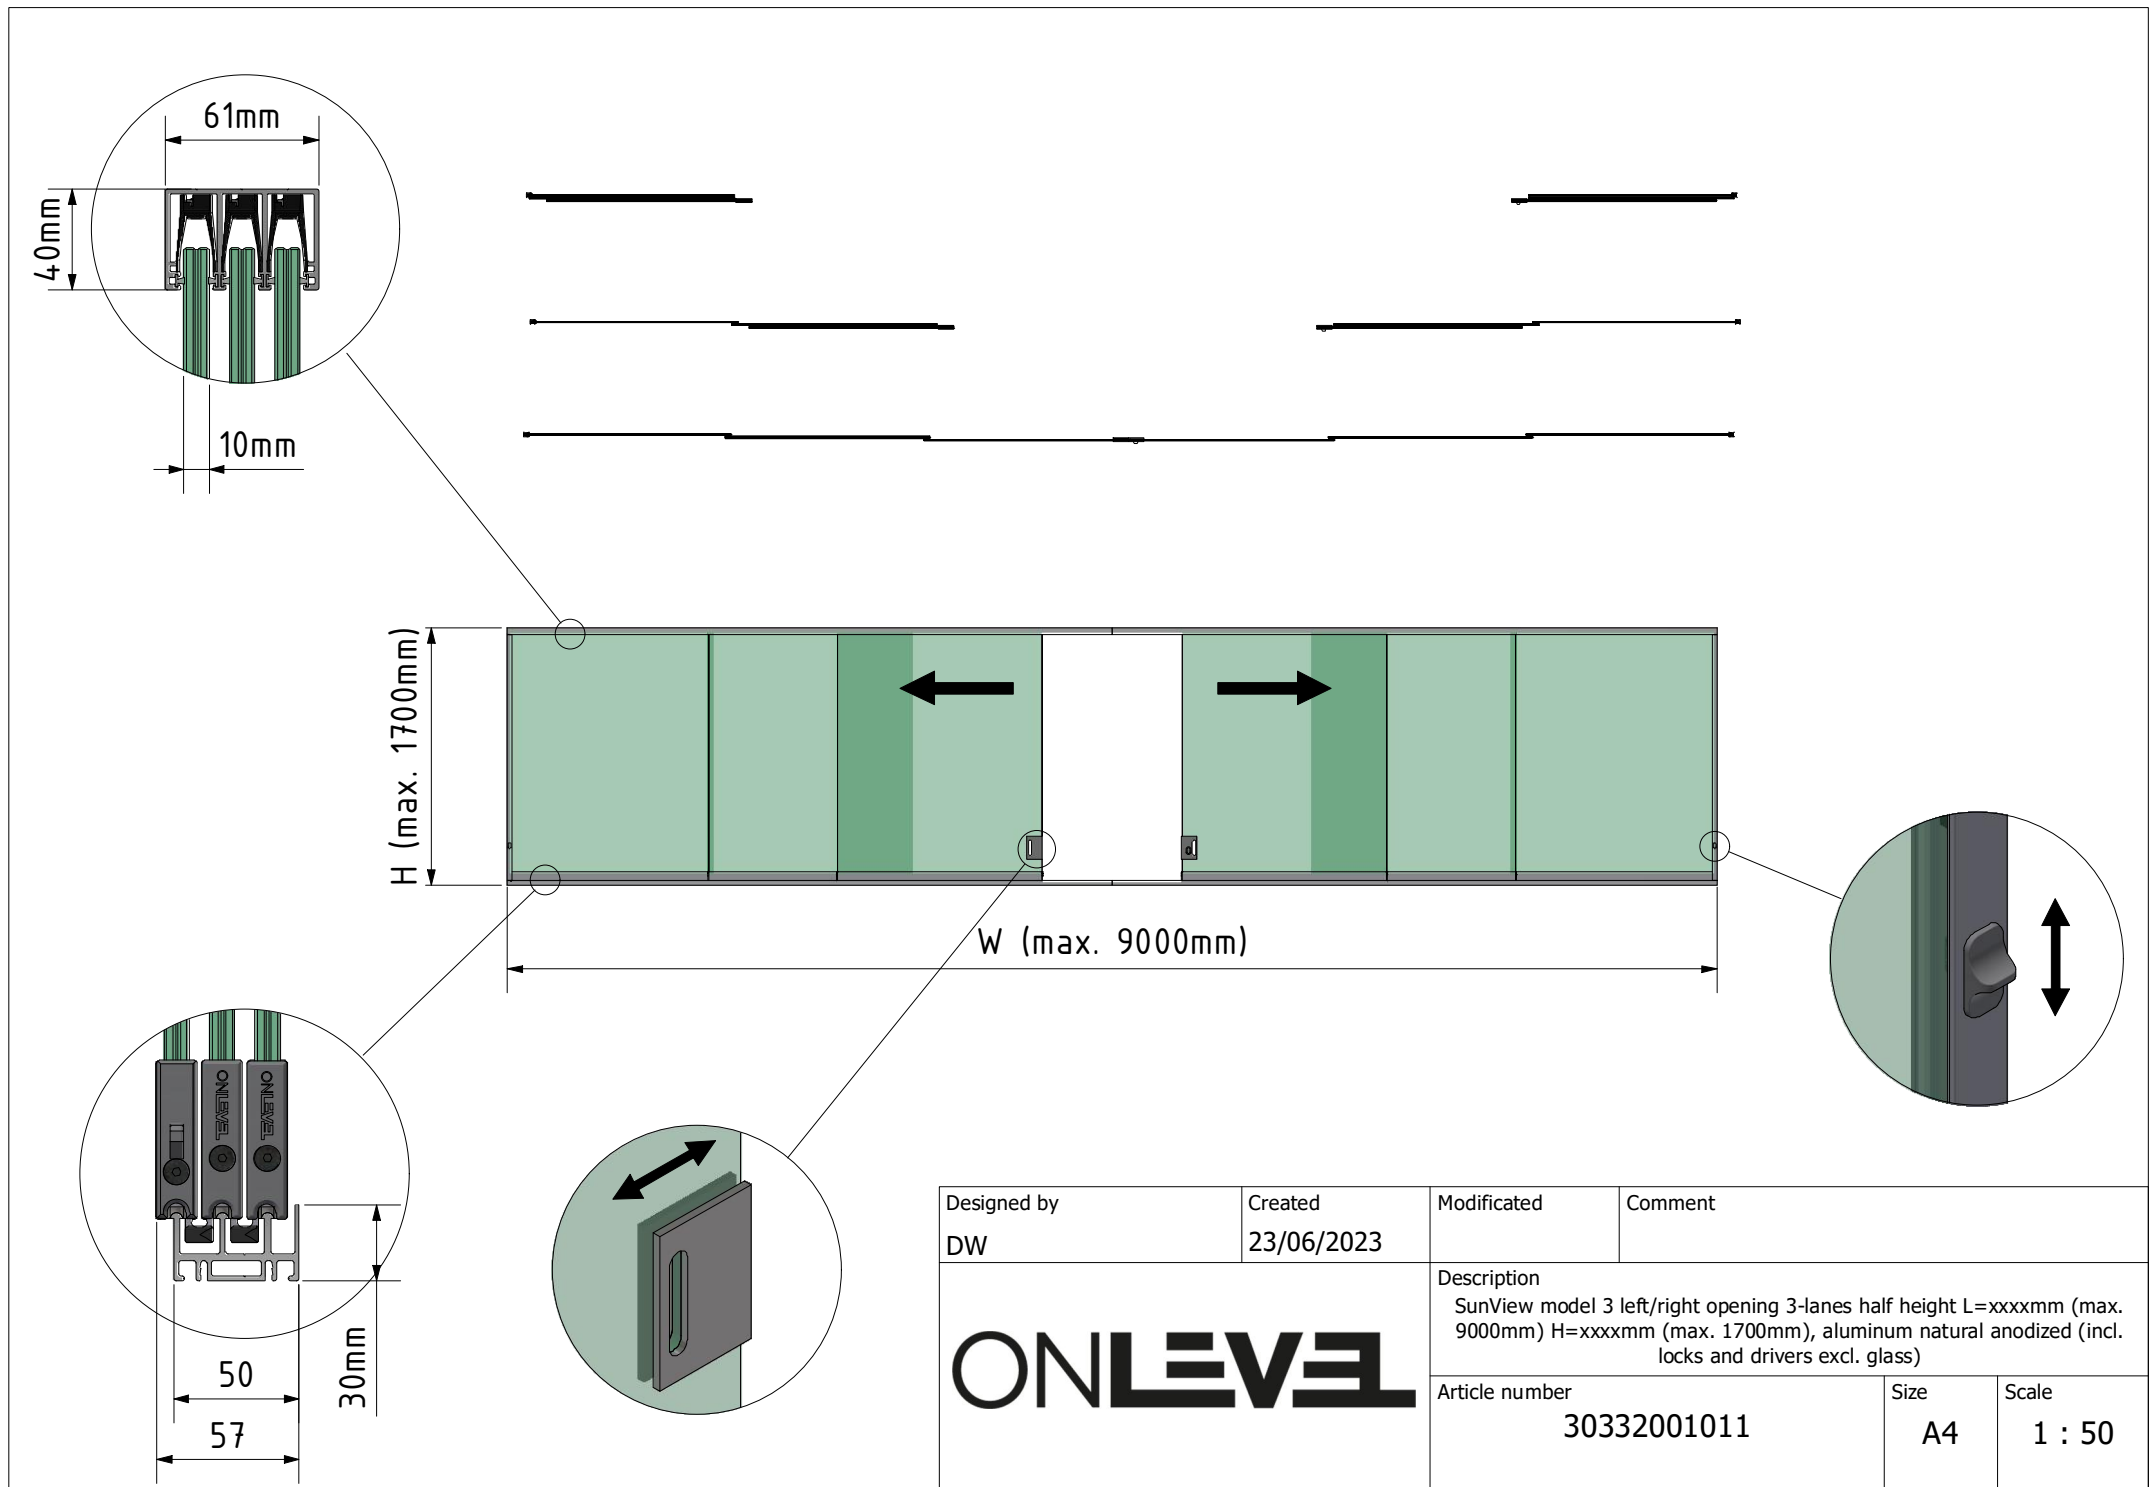 61mm
40mm
10mm
H (max. 1700mm)
W (max. 9000mm)
ONLEVEL
ONLEVEL
30mm
50
57
Designed by
DW
Created
23/06/2023
Modificated
Comment
ONLEVEL
Description
SunView model 3 left/right opening 3-lanes half height L=xxxxmm (max.
9000mm) H=xxxxmm (max. 1700mm), aluminum natural anodized (incl.
locks and drivers excl. glass)
Article number
30332001011
Size
A4
Scale
1 : 50